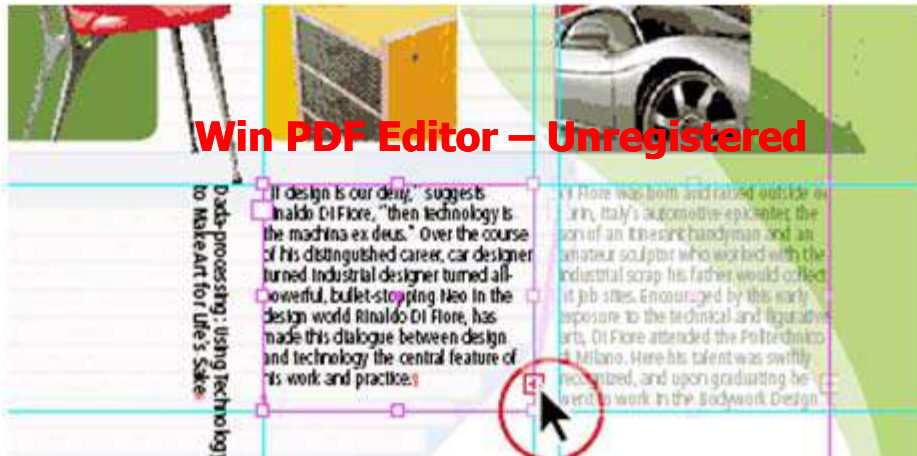 Win PDF Editor – Unregistered
Dada-processing: Using Technology
to Make Art for Life's Sake
"If design is our deity," suggests
inaldo Di Fiore, "then technology is
the machina ex deus." Over the course
of his distinguished career, car designer
turned industrial designer turned all-
powerful, bullet-stopping Neo in the
design world Rinaldo Di Fiore, has
made this dialogue between design
and technology the central feature of
his work and practice.
Di Fiore was born and raised outside
urin, Italy's automotive epicenter, the
son of an itinerant handyman and an
amateur sculptor who worked with the
industrial scrap his father would collect
at job sites. Encouraged by this early
exposure to the technical and figurative
arts, Di Fiore attended the Politechnico
di Milano. Here his talent was swiftly
recognized, and upon graduating he
went to work in the Bodywork Design